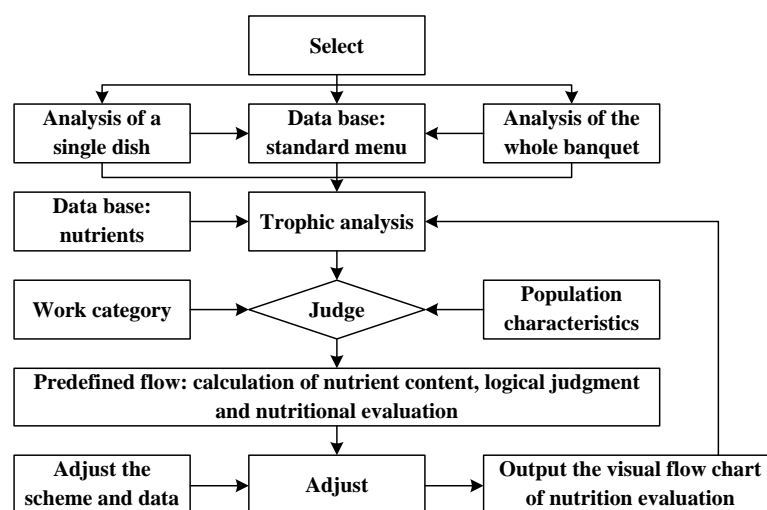 Select
Analysis of a
single dish
Data base:
standard menu
Analysis of the
whole banquet
Data base:
nutrients
Trophic analysis
Work category
Judge
Population
characteristics
Predefined flow: calculation of nutrient content, logical judgment
and nutritional evaluation
Adjust the
scheme and data
Adjust
Output the visual flow chart
of nutrition evaluation